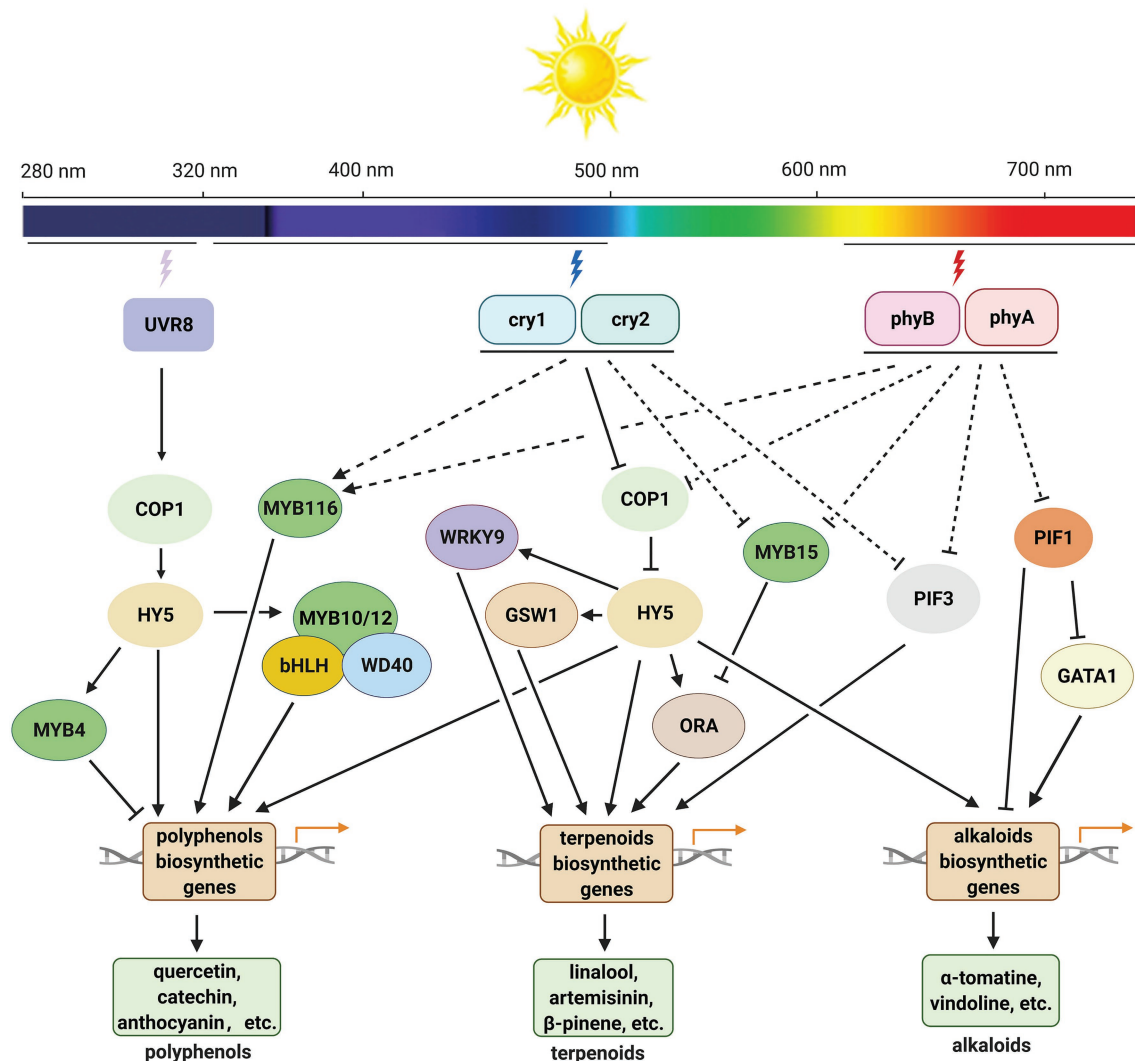 280 nm
320 nm
400 nm
500 nm
600 nm
700 nm
UVR8
cry1
cry2
phyB
phyA
COP1
MYB116
COP1
WRKY9
MYB15
PIF1
HY5
MYB10/12
GSW1
HY5
PIF3
bHLH
WD40
GATA1
MYB4
ORA
polyphenols
biosynthetic
genes
terpenoids
biosynthetic
genes
alkaloids
biosynthetic
genes
quercetin,
catechin,
anthocyanin, etc.
linalool,
artemisinin,
β-pinene, etc.
α-tomatine,
vindoline, etc.
polyphenols
terpenoids
alkaloids